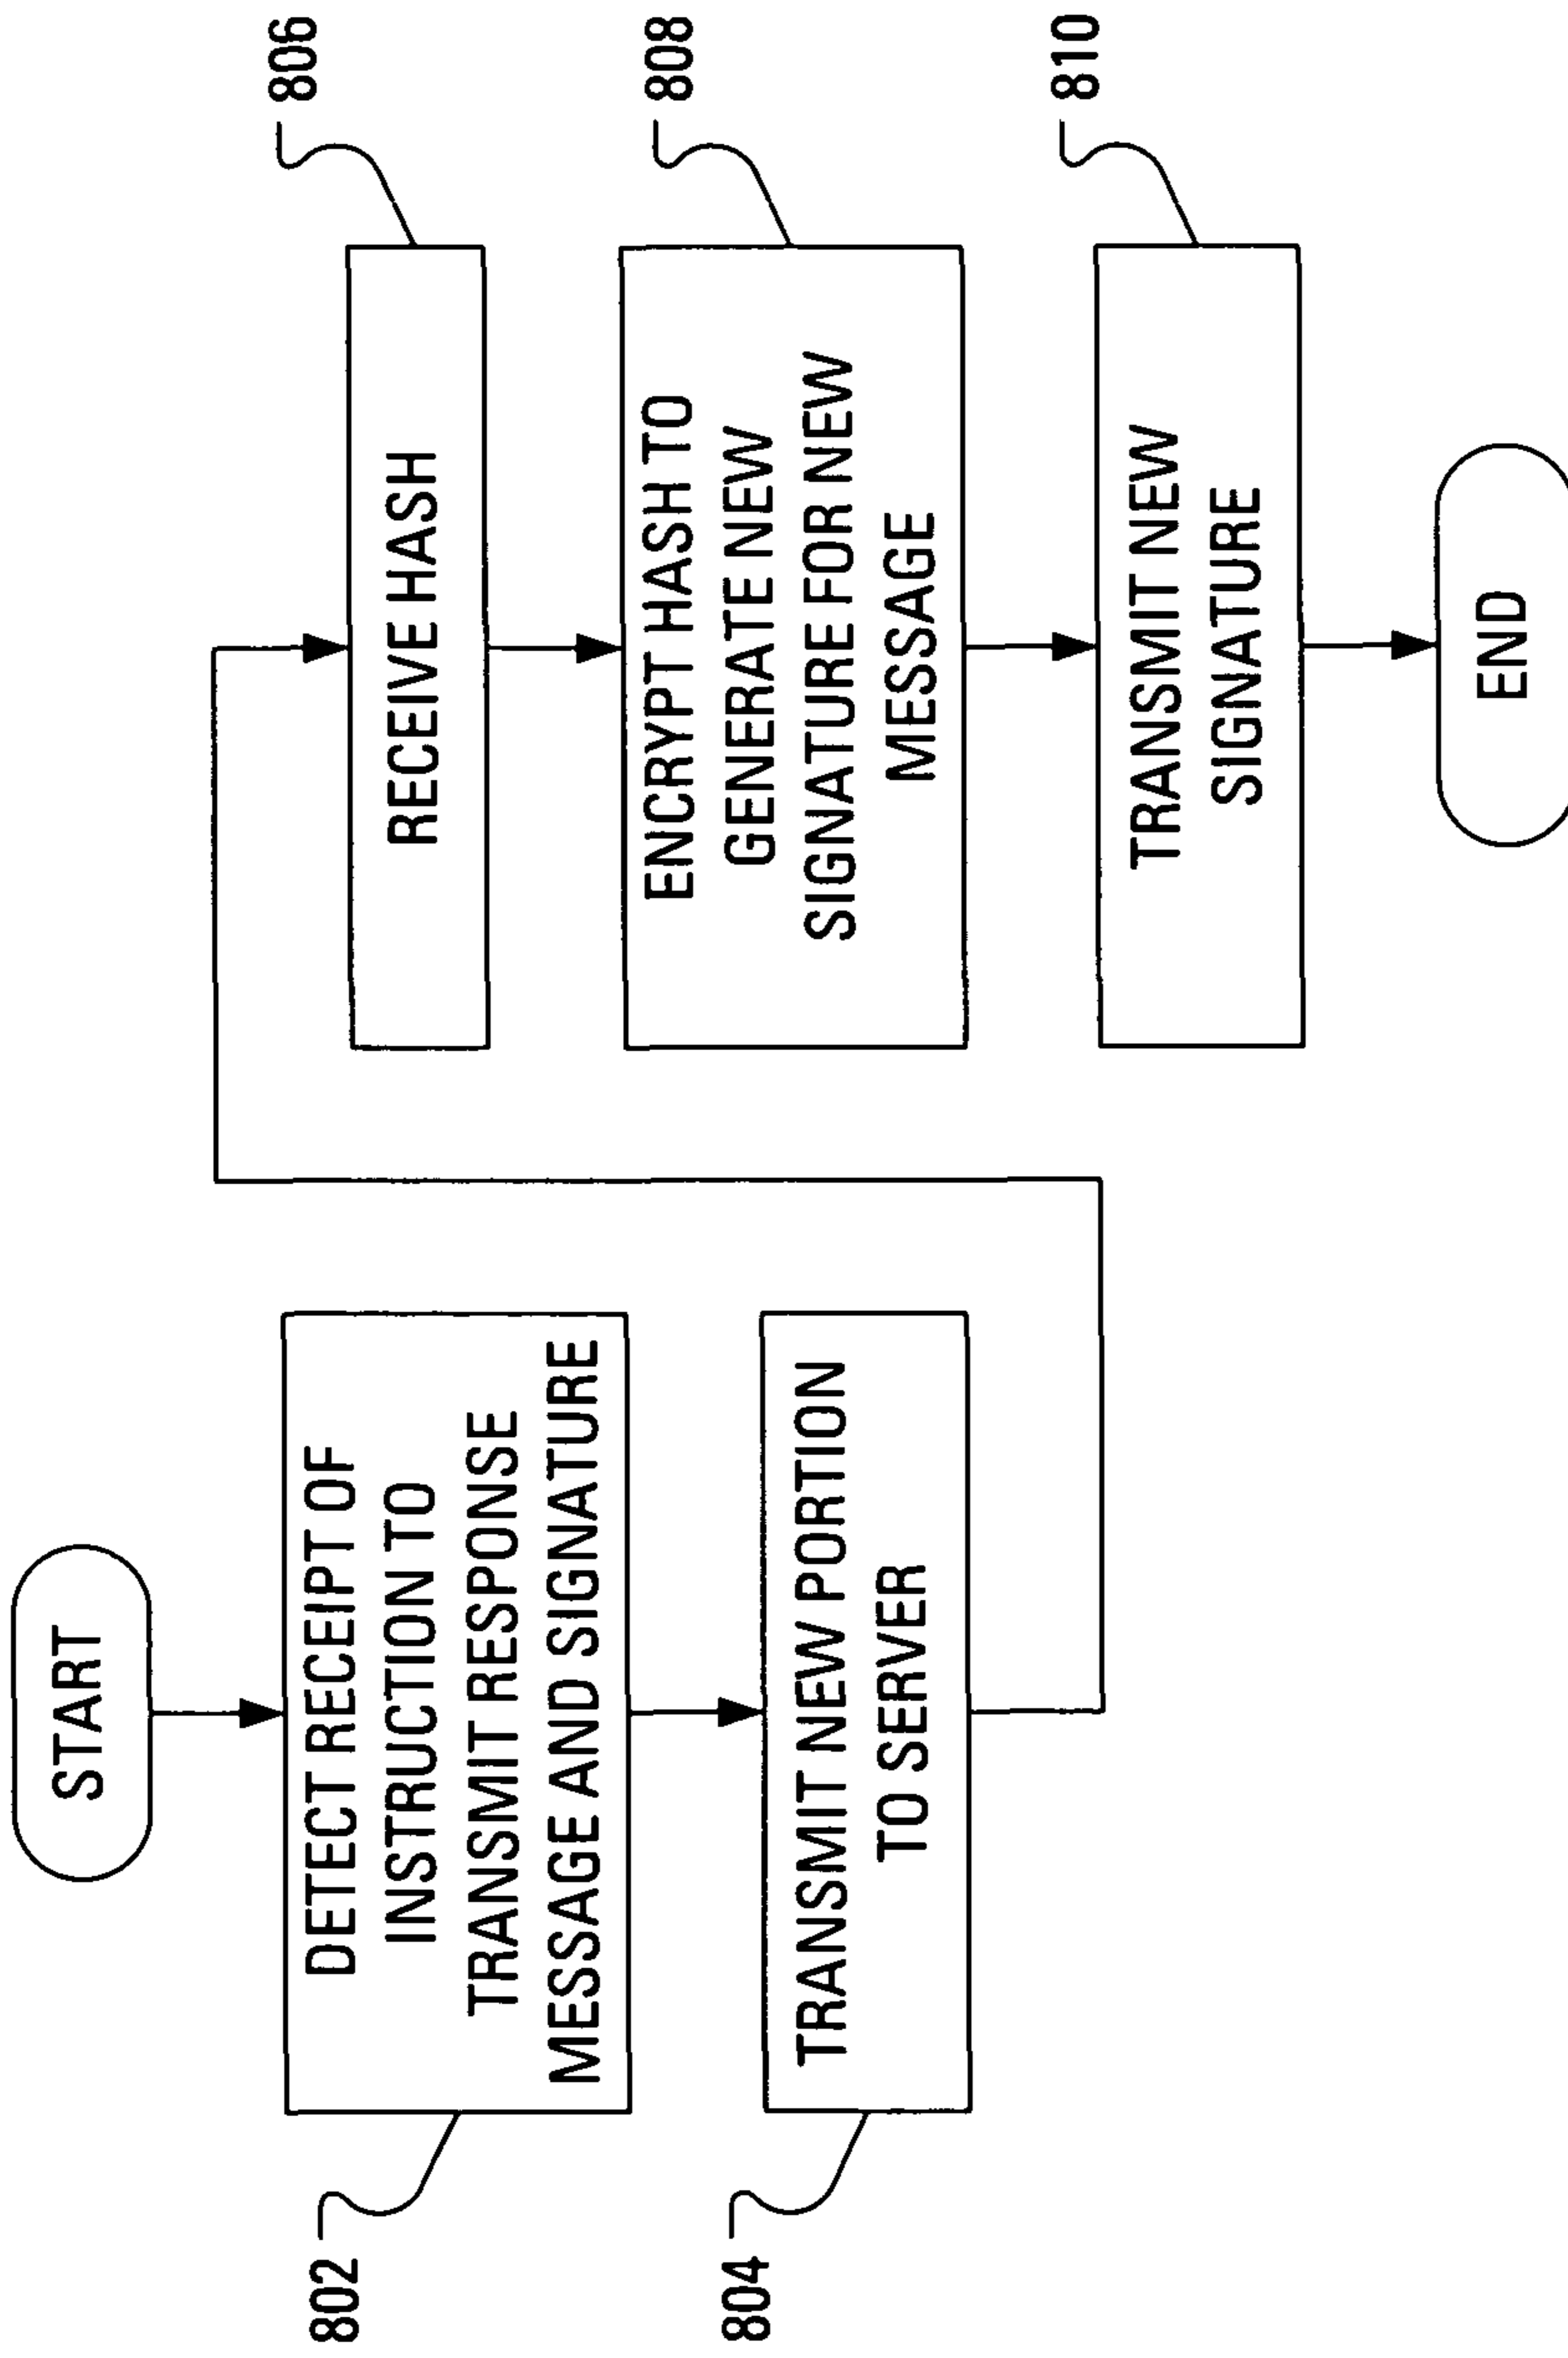 START
802
DETECT RECEIPT OF
INSTRUCTION TO
TRANSMIT RESPONSE
MESSAGE AND SIGNATURE
804
TRANSMIT NEW PORTION
TO SERVER
806
RECEIVE HASH
808
ENCRYPT HASH TO
GENERATE NEW
SIGNATURE FOR NEW
MESSAGE
810
TRANSMIT NEW
SIGNATURE
END